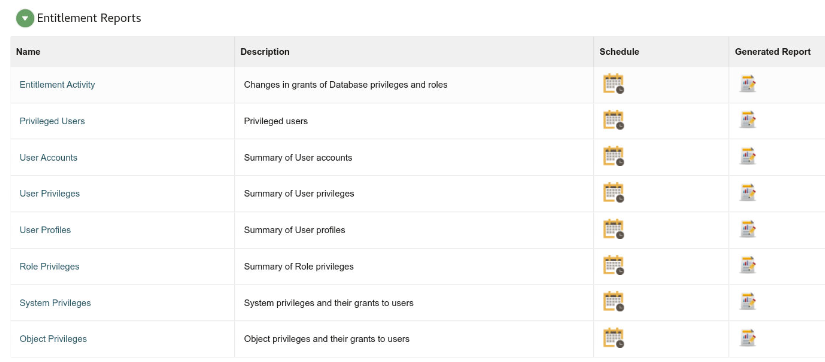 Entitlement Reports
Name Description Schedule Generated Report
Entitlement Activity Changes in grants of Database privileges and roles
Privileged Users Privileged users
User Accounts Summary of User accounts
User Privileges Summary of User privileges
User Profiles Summary of User profiles
Role Privileges Summary of Role privileges
System Privileges System privileges and their grants to users
Object Privileges Object privileges and their grants to users